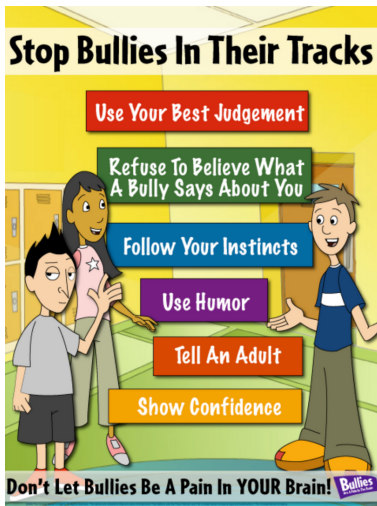 Stop Bullies In Their Tracks
Use Your Best Judgement
Refuse To Believe What
A Bully Says About You
Follow Your Instincts
Use Humor
Tell An Adult
Show Confidence
Don't Let Bullies Be A Pain In YOUR Brain!
Bullies